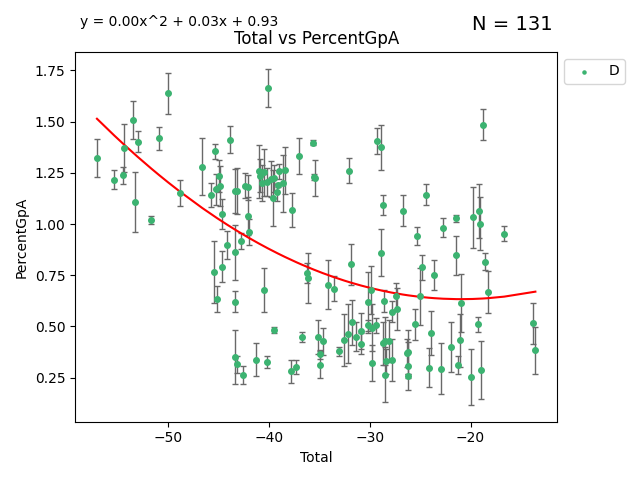 y = 0.00x^2 + 0.03x + 0.93
N = 131
Total vs PercentGpA
D
PercentGpA
1.75
1.50
1.25
1.00
0.75
0.50
0.25
−50 −40 −30 −20
Total